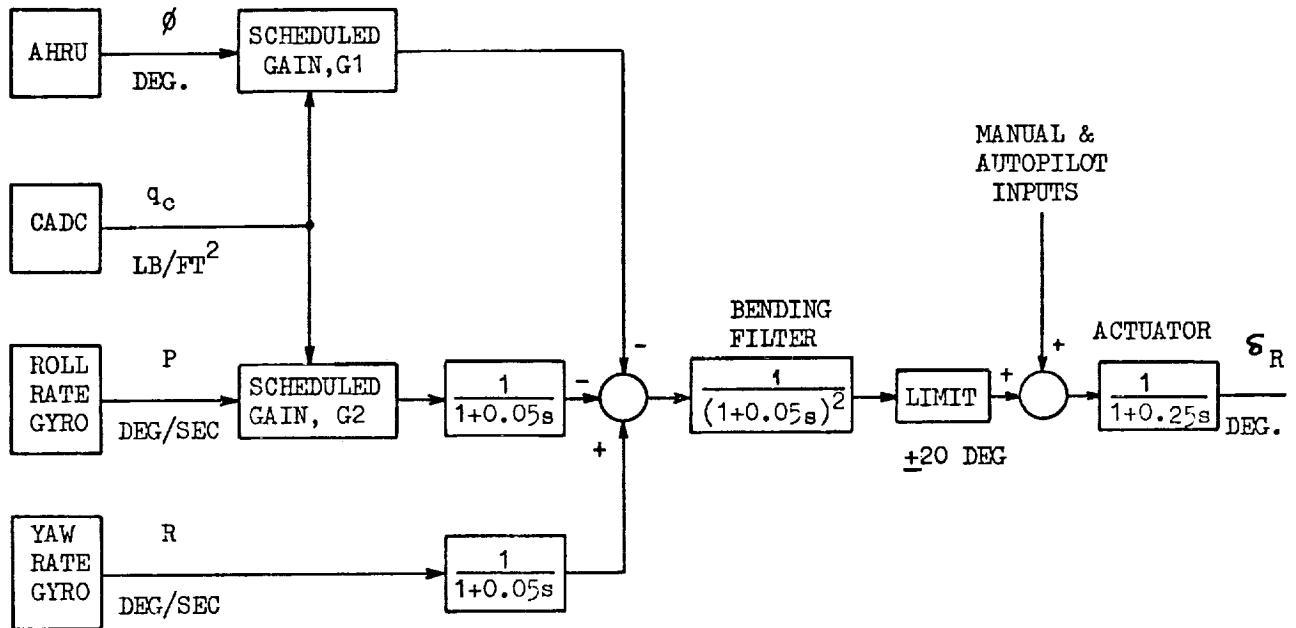 AHRU
ø
DEG.
SCHEDULED
GAIN,G1
CADC
q_c
LB/FT²
MANUAL &
AUTOPILOT
INPUTS
ROLL
RATE
GYRO
P
DEG/SEC
SCHEDULED
GAIN, G2
1
1+0.05s
-
-
+
BENDING
FILTER
1
(1+0.05s)²
LIMIT
±20 DEG
+
+
ACTUATOR
1
1+0.25s
δ_R
DEG.
YAW
RATE
GYRO
R
DEG/SEC
1
1+0.05s